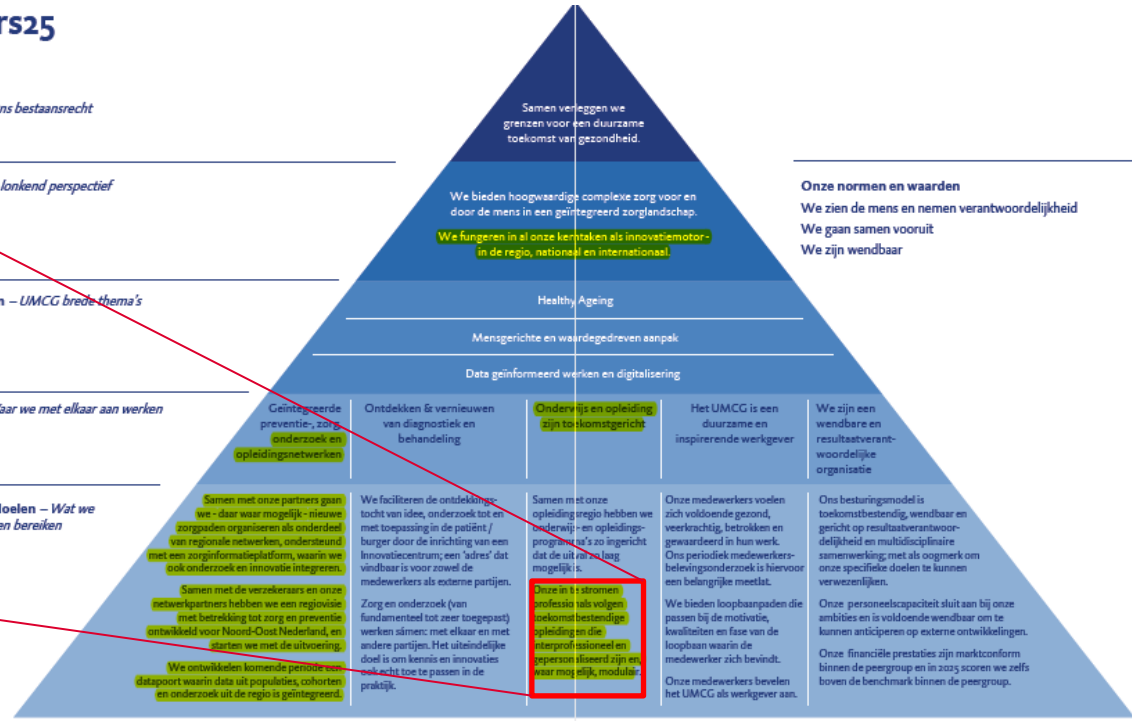 rs25
ns bestaansrecht
Samen verleggen we
grenzen voor een duurzame
toekomst van gezondheid.
lonkend perspectief
We bieden hoogwaardige complexe zorg voor en
door de mens in een geïntegreerd zorglandschap.
We fungeren in al onze kerntaken als innovatiemotor -
in de regio, nationaal en internationaal.
Onze normen en waarden
We zien de mens en nemen verantwoordelijkheid
We gaan samen vooruit
We zijn wendbaar
n – UMCG brede thema's
Healthy Ageing
Mensgerichte en waardegedreven aanpak
Data geïnformeerd werken en digitalisering
aar we met elkaar aan werken
Geïntegreerde
preventie-, zorg,
onderzoek en
opleidingsnetwerken
Ontdekken & vernieuwen
van diagnostiek en
behandeling
Onderwijs en opleiding
zijn toekomstgericht
Het UMCG is een
duurzame en
inspirerende werkgever
We zijn een
wendbare en
resultaatverant-
woordelijke
organisatie
doelen – Wat we
en bereiken
Samen met onze partners gaan
we - daar waar mogelijk - nieuwe
zorgpaden organiseren als onderdeel
van regionale netwerken, ondersteund
met een zorginformatieplatform, waarin we
ook onderzoek en innovatie integreren.
Samen met de verzekeraars en onze
netwerkpartners hebben we een regiovisie
met betrekking tot zorg en preventie
ontwikkeld voor Noord-Oost Nederland, en
starten we met de uitvoering.
We ontwikkelen komende periode een
datapoort waarin data uit populaties, cohorten
en onderzoek uit de regio is geïntegreerd.
We faciliteren de ontdekkings-
tocht van idee, onderzoek tot en
met toepassing in de patiënt /
burger door de inrichting van een
Innovatiecentrum; een 'adres' dat
vindbaar is voor zowel de
medewerkers als externe partijen.
Zorg en onderzoek (van
fundamenteel tot zeer toegepast)
werken sámen: met elkaar en met
andere partijen. Het uiteindelijke
doel is om kennis en innovaties
ook echt toe te passen in de
praktijk.
Samen met onze
opleidingsregio hebben we
onderwijs- en opleidings-
programma's zo ingericht
dat de uitval zo laag
mogelijk is.
Onze in te stromen
professionals volgen
toekomstbestendige
opleidingen die
interprofessioneel en
gepersonaliseerd zijn en,
waar mogelijk, modulair.
Onze medewerkers voelen
zich voldoende gezond,
veerkrachtig, betrokken en
gewaardeerd in hun werk.
Ons periodiek medewerkers-
belevingsonderzoek is hiervoor
een belangrijke meetlat.
We bieden loopbaanpaden die
passen bij de motivatie,
kwaliteiten en fase van de
loopbaan waarin de
medewerker zich bevindt.
Onze medewerkers bevelen
het UMCG als werkgever aan.
Ons besturingsmodel is
toekomstbestendig, wendbaar en
gericht op resultaatverantwoor-
delijkheid en multidisciplinaire
samenwerking; met als oogmerk om
onze specifieke doelen te kunnen
verwezenlijken.
Onze personeelscapaciteit sluit aan bij onze
ambities en is voldoende wendbaar om te
kunnen anticiperen op externe ontwikkelingen.
Onze financiële prestaties zijn marktconform
binnen de peergroup en in 2025 scoren we zelfs
boven de benchmark binnen de peergroup.